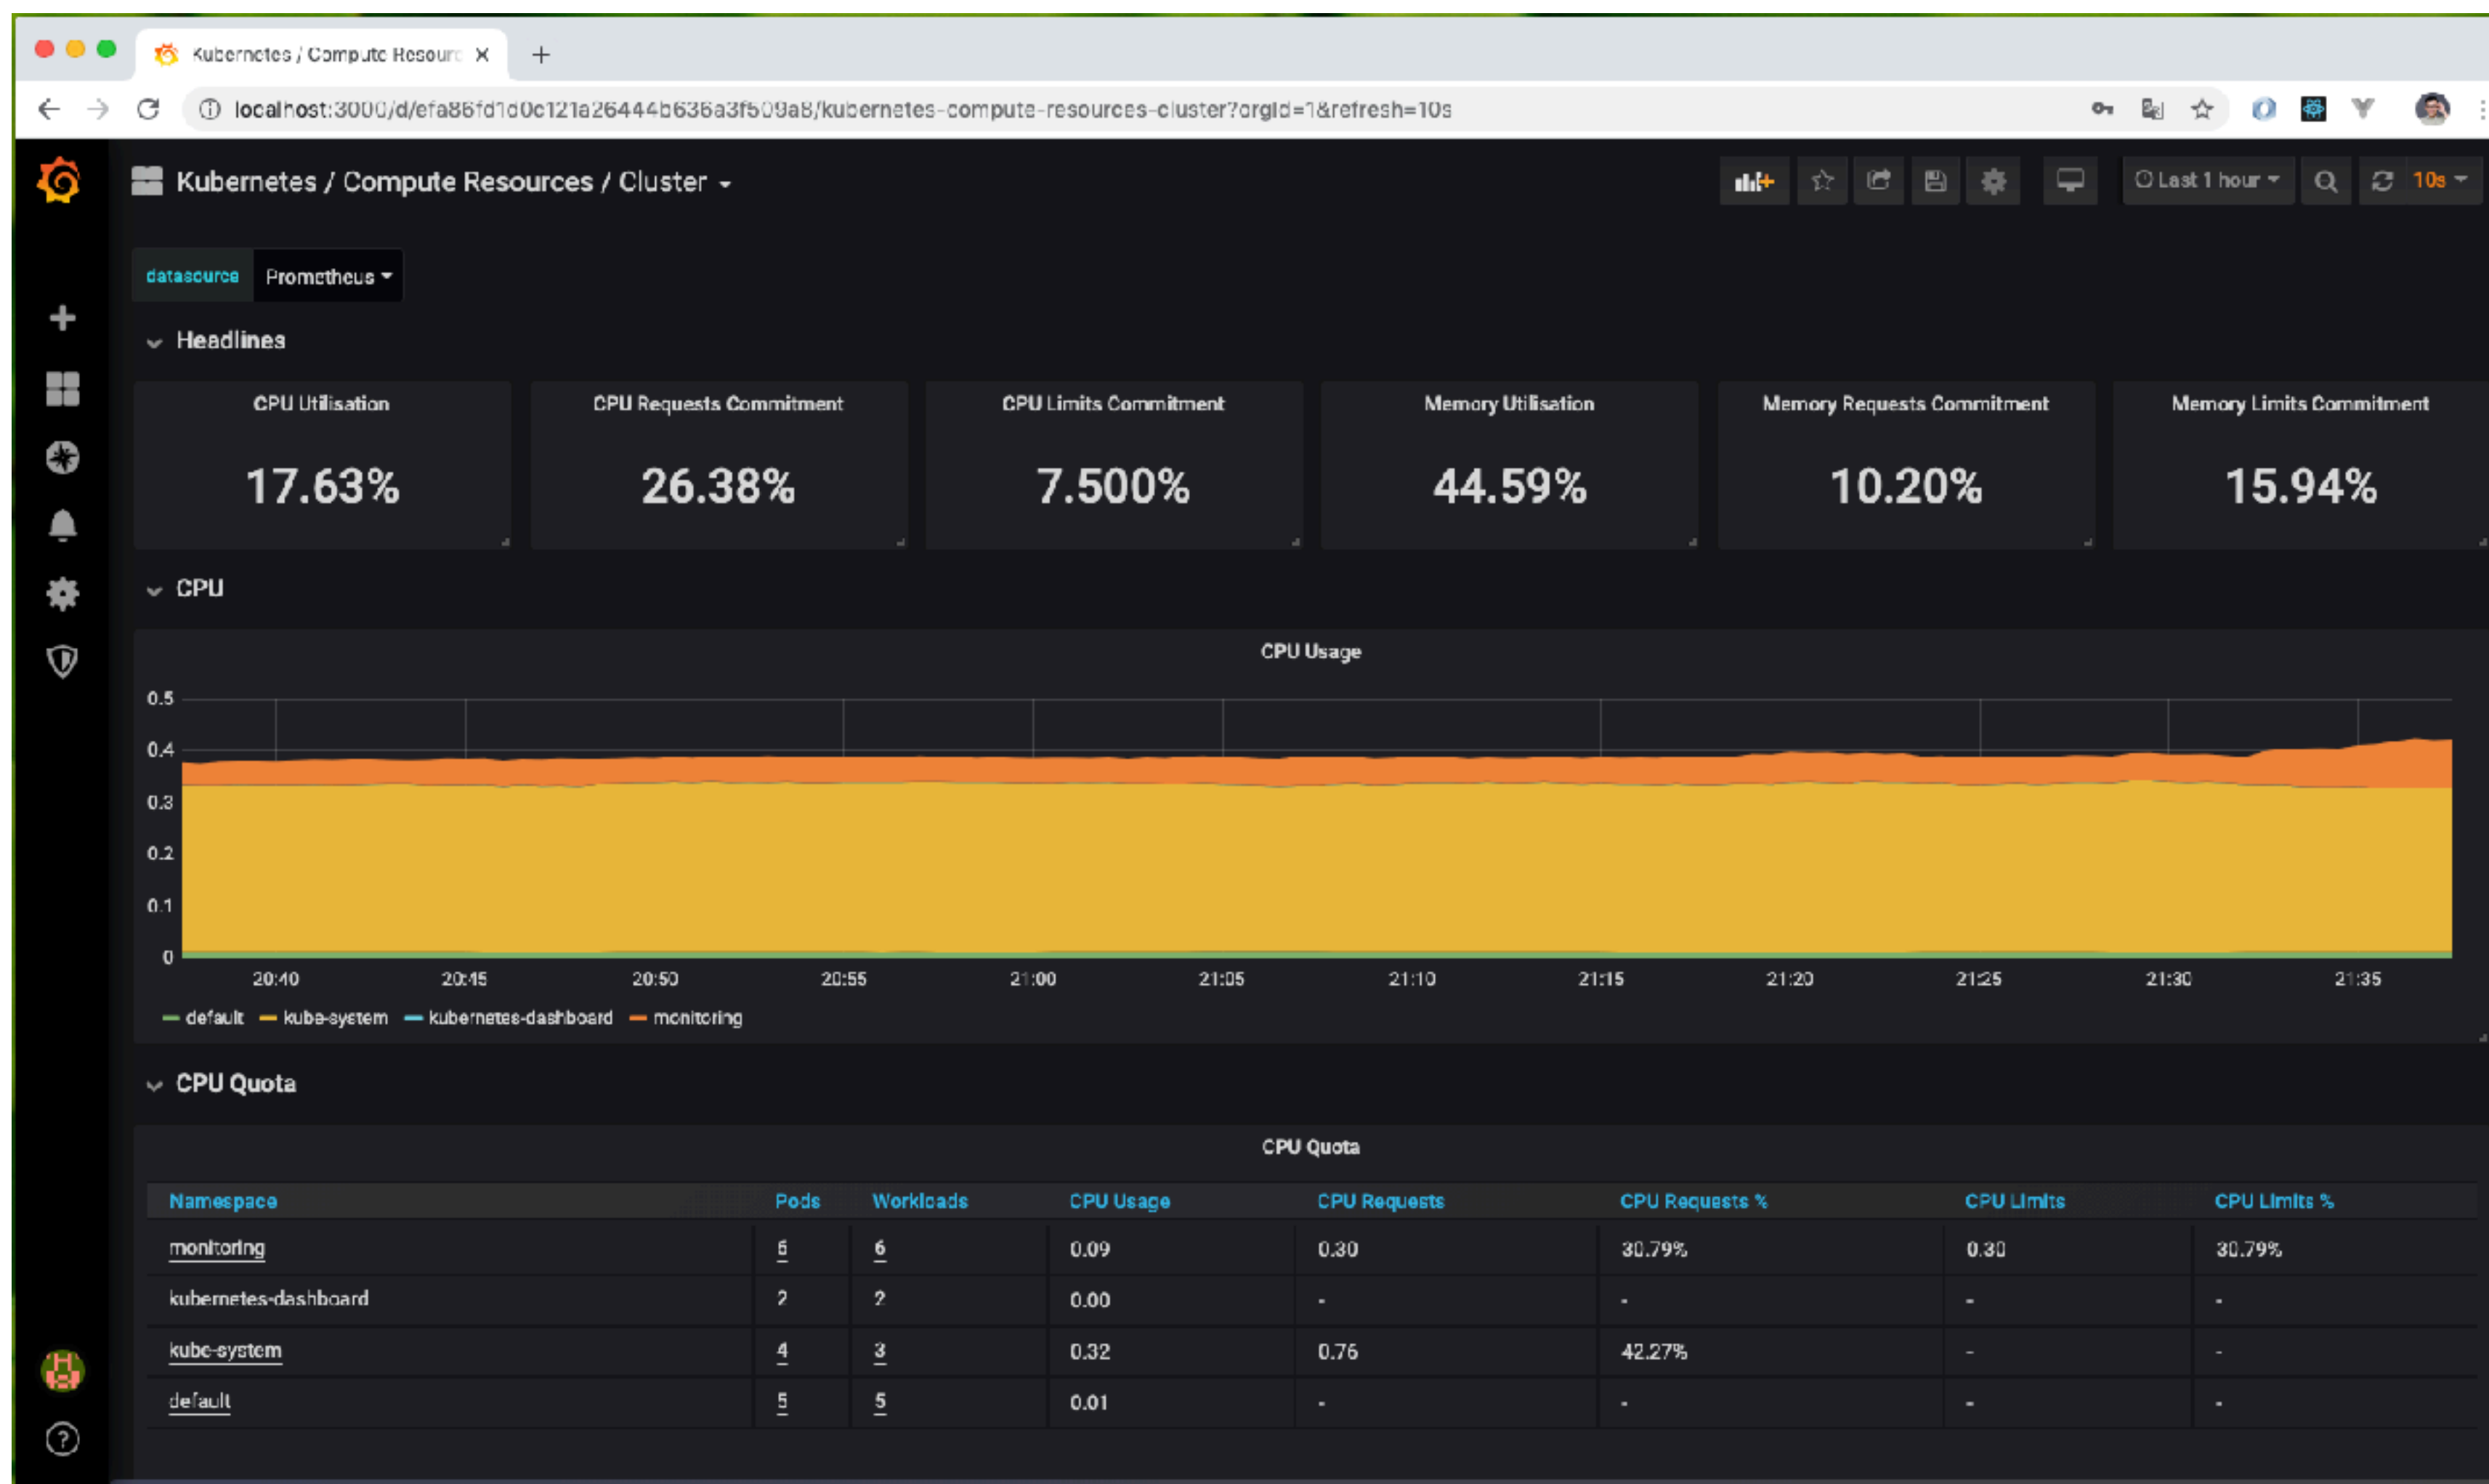 Kubernetes / Compute Resourc
localhost:3000/d/efa86fd1d0c121a26444b636a3f509a8/kubernetes-compute-resources-cluster?orgId=1&refresh=10s
Kubernetes / Compute Resources / Cluster
Last 1 hour
10s
datasource Prometheus
Headlines
CPU Utilisation
17.63%
CPU Requests Commitment
26.38%
CPU Limits Commitment
7.500%
Memory Utilisation
44.59%
Memory Requests Commitment
10.20%
Memory Limits Commitment
15.94%
CPU
CPU Usage
0.5
0.4
0.3
0.2
0.1
0
20:40 20:45 20:50 20:55 21:00 21:05 21:10 21:15 21:20 21:25 21:30 21:35
default kube-system kubernetes-dashboard monitoring
CPU Quota
CPU Quota
Namespace Pods Workloads CPU Usage CPU Requests CPU Requests % CPU Limits CPU Limits %
monitoring 6 6 0.09 0.30 30.79% 0.30 30.79%
kubernetes-dashboard 2 2 0.00 - - - -
kube-system 4 3 0.32 0.76 42.27% - -
default 5 5 0.01 - - - -